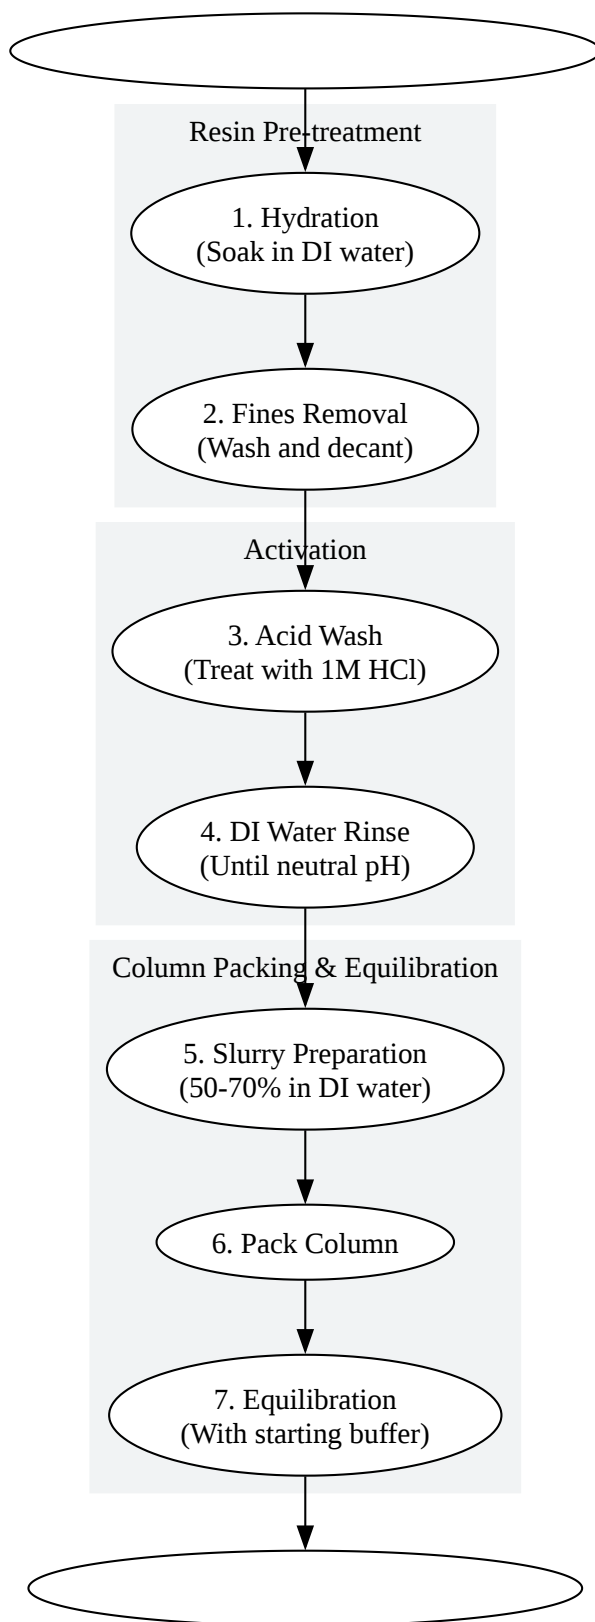 Resin Pre-treatment
1. Hydration
(Soak in DI water)
2. Fines Removal
(Wash and decant)
Activation
3. Acid Wash
(Treat with 1M HCl)
4. DI Water Rinse
(Until neutral pH)
Column Packing & Equilibration
5. Slurry Preparation
(50-70% in DI water)
6. Pack Column
7. Equilibration
(With starting buffer)